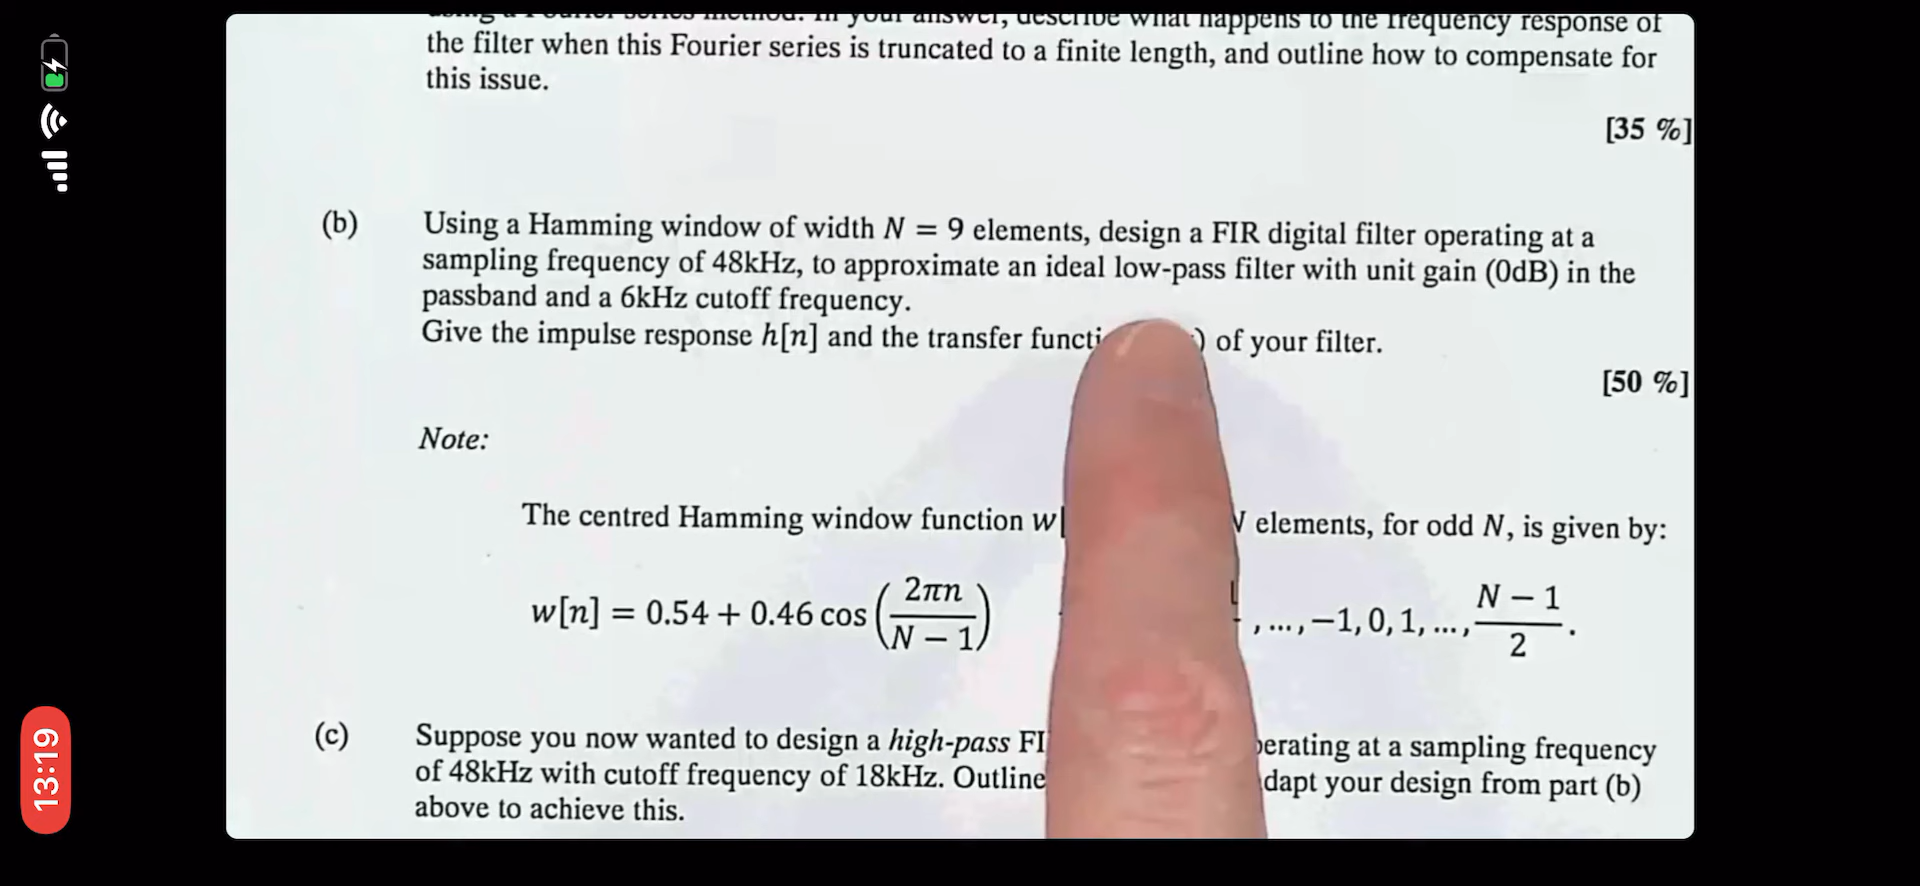 the filter when this Fourier series is truncated to a finite length, and outline how to compensate for
this issue.
[35 %]
(b) Using a Hamming window of width N = 9 elements, design a FIR digital filter operating at a
sampling frequency of 48kHz, to approximate an ideal low-pass filter with unit gain (0dB) in the
passband and a 6kHz cutoff frequency.
Give the impulse response h[n] and the transfer of your filter.
[50 %]
Note:
The centred Hamming window function elements, for odd N, is given by:
w[n] = 0.54 + 0.46 cos(2πn / N − 1) , ..., −1, 0, 1, ..., N − 1 / 2 .
(c) Suppose you now wanted to design a high-pass sampling frequency
of 48kHz with cutoff frequency of 18kHz. Outline your design from part (b)
above to achieve this.
13:19